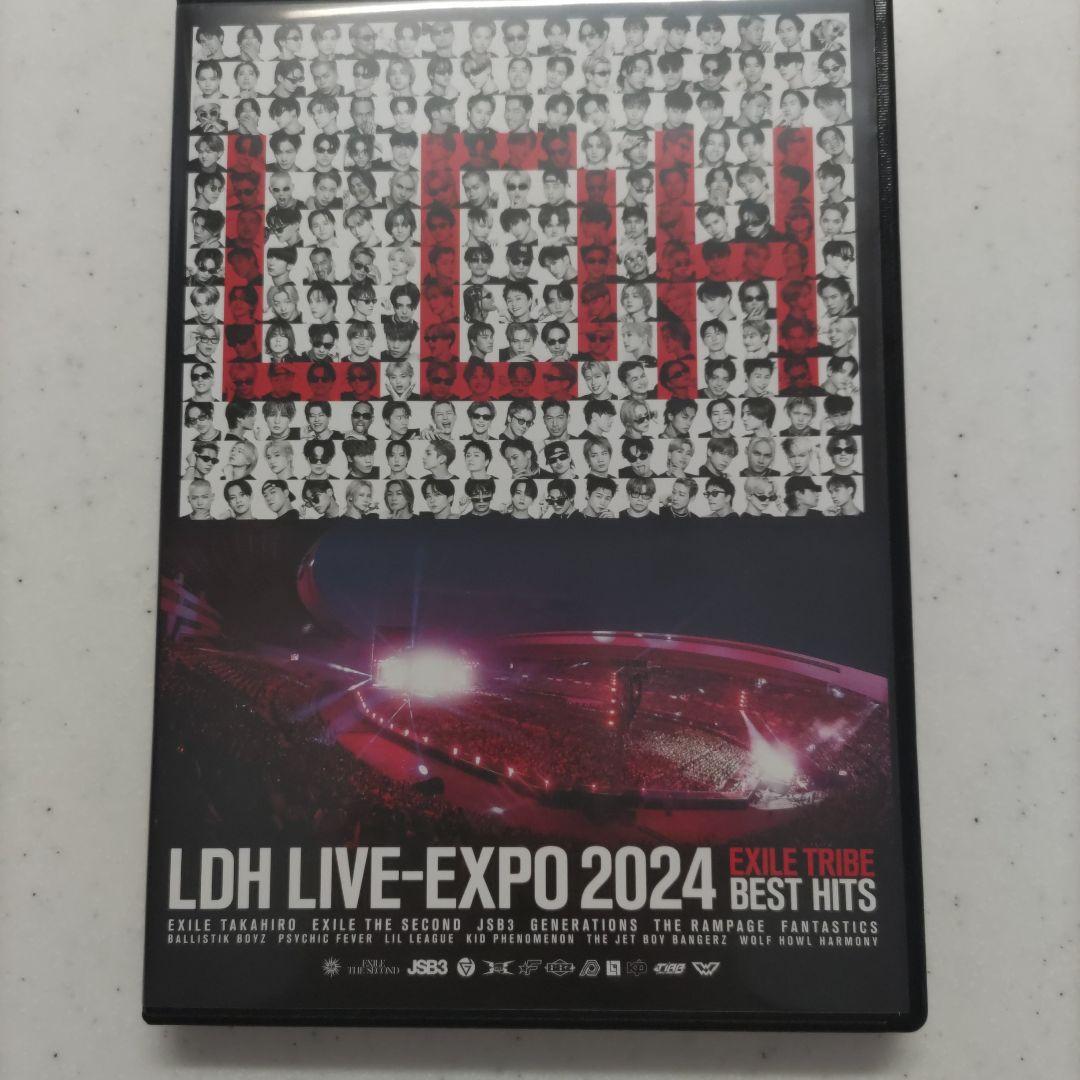 LDH
LDH LIVE-EXPO 2024 EXILE TRIBE
BEST HITS
EXILE TAKAHIRO EXILE THE SECOND JSB3 GENERATIONS THE RAMPAGE FANTASTICS
BALLISTIK BOYZ PSYCHIC FEVER LIL LEAGUE KID PHENOMENON THE JET BOY BANGERZ WOLF HOWL HARMONY
EXILE
THE SECOND JSB3